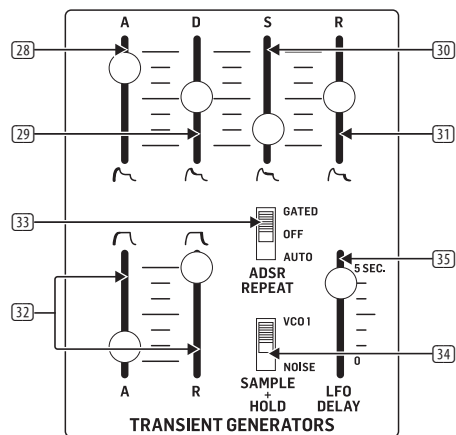 A D S R
28
30
29
31
33
GATED
OFF
AUTO
ADSR
REPEAT
35
5 SEC.
32
VCO 1
NOISE
34
0
A R
SAMPLE
+
HOLD
LFO
DELAY
TRANSIENT GENERATORS